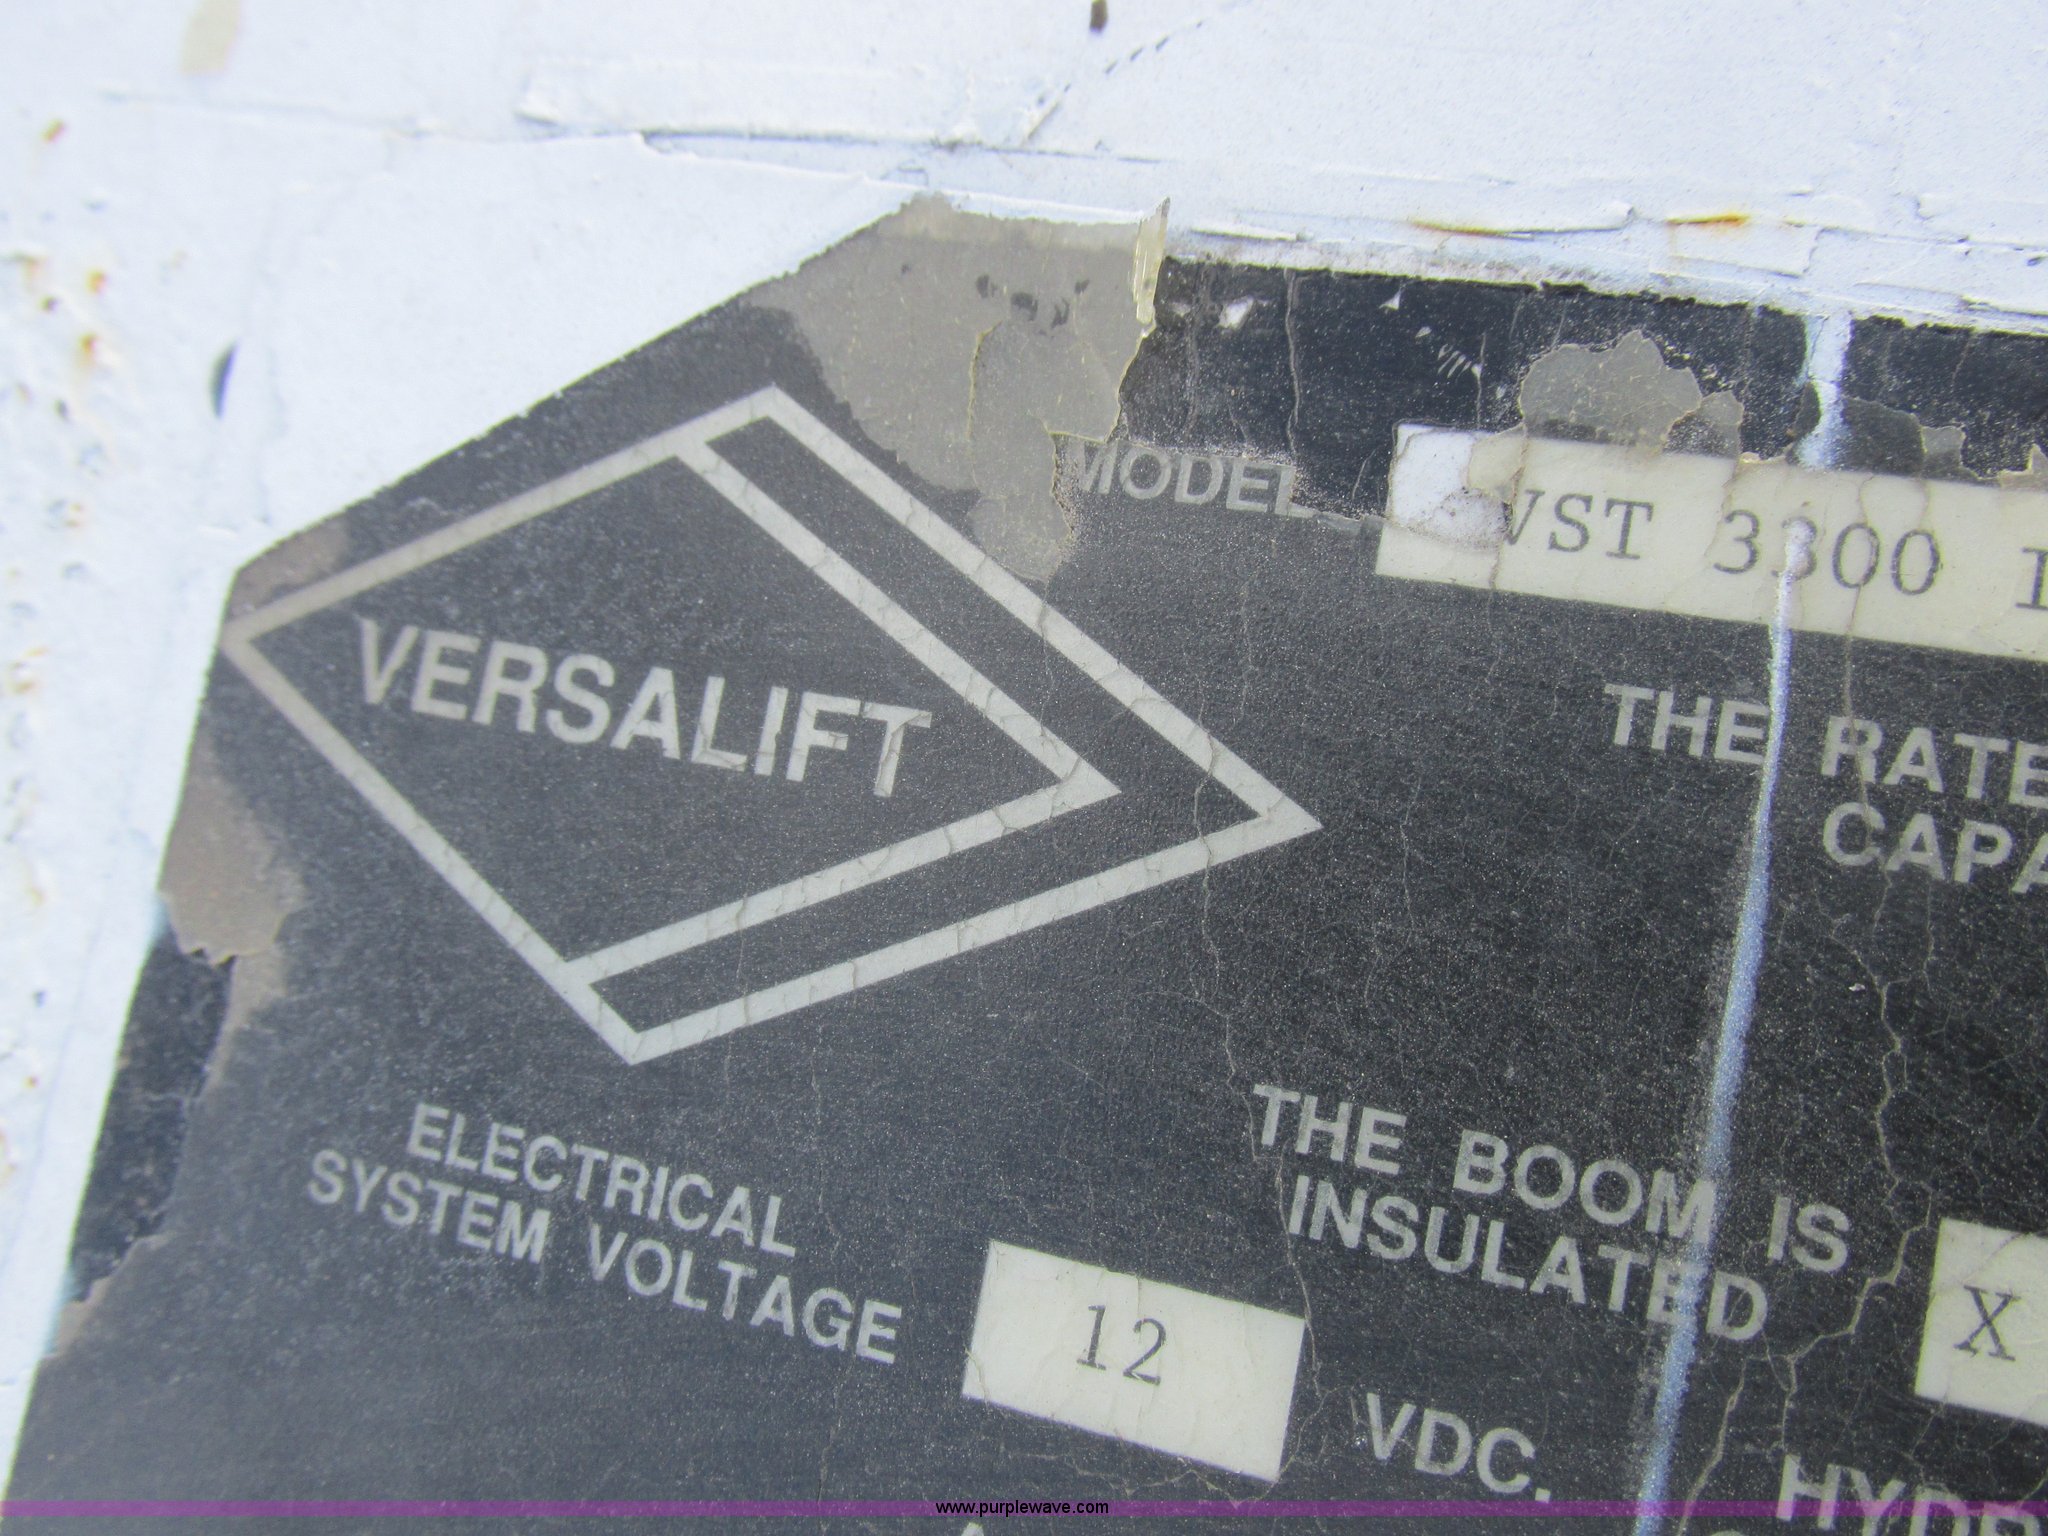 MODEL VST 3300 I
VERSALIFT
THE RATE
CAPA
ELECTRICAL
SYSTEM VOLTAGE
12
VDC.
THE BOOM IS
INSULATED
X
HYDR
www.purplewave.com